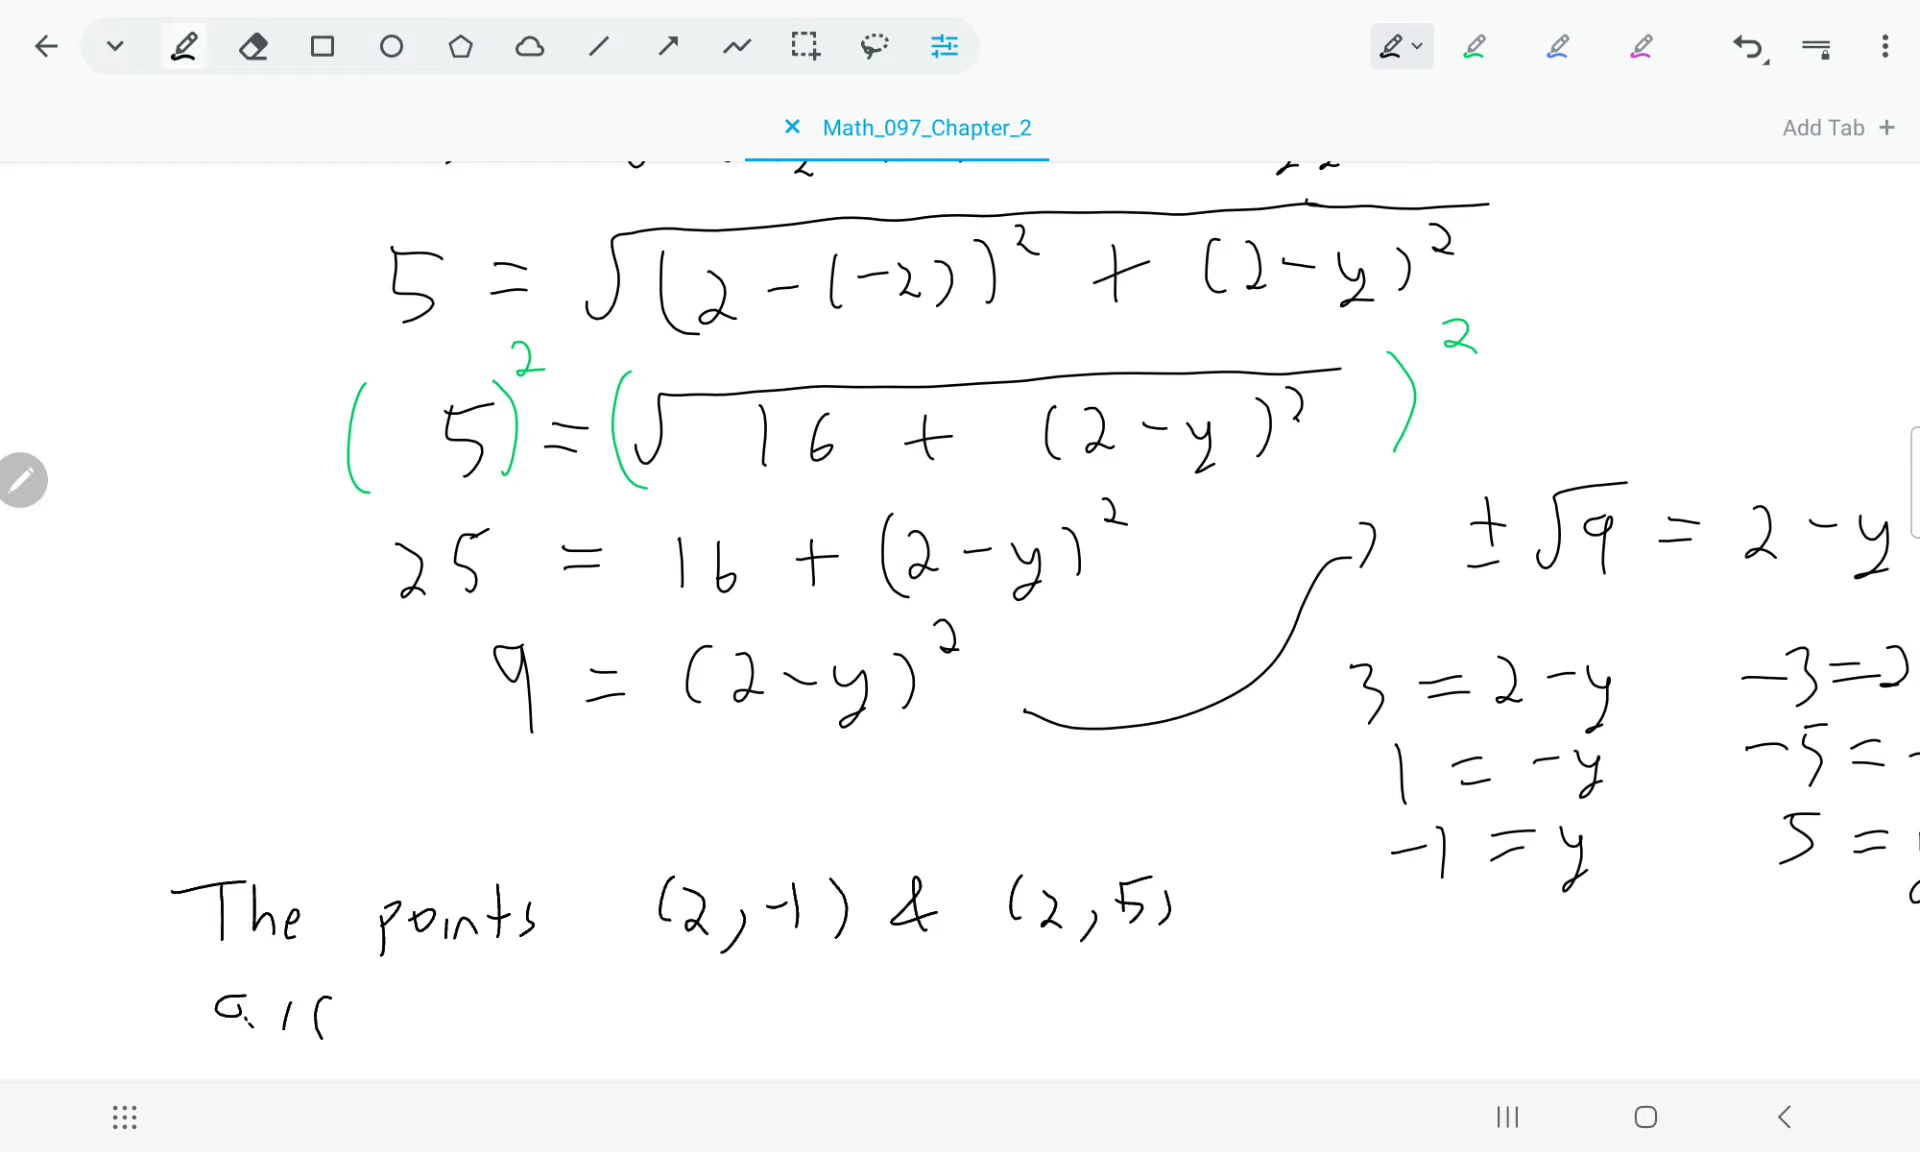 Math_097_Chapter_2
Add Tab +
5 = √((2-(-2))² + (2-y)²)
(5)² = (√(16 + (2-y)²))²
25 = 16 + (2-y)²
9 = (2-y)²
± √9 = 2-y
3 = 2-y
1 = -y
-1 = y
-3=2
-5 = -
5 =
The points (2,-1) & (2,5)